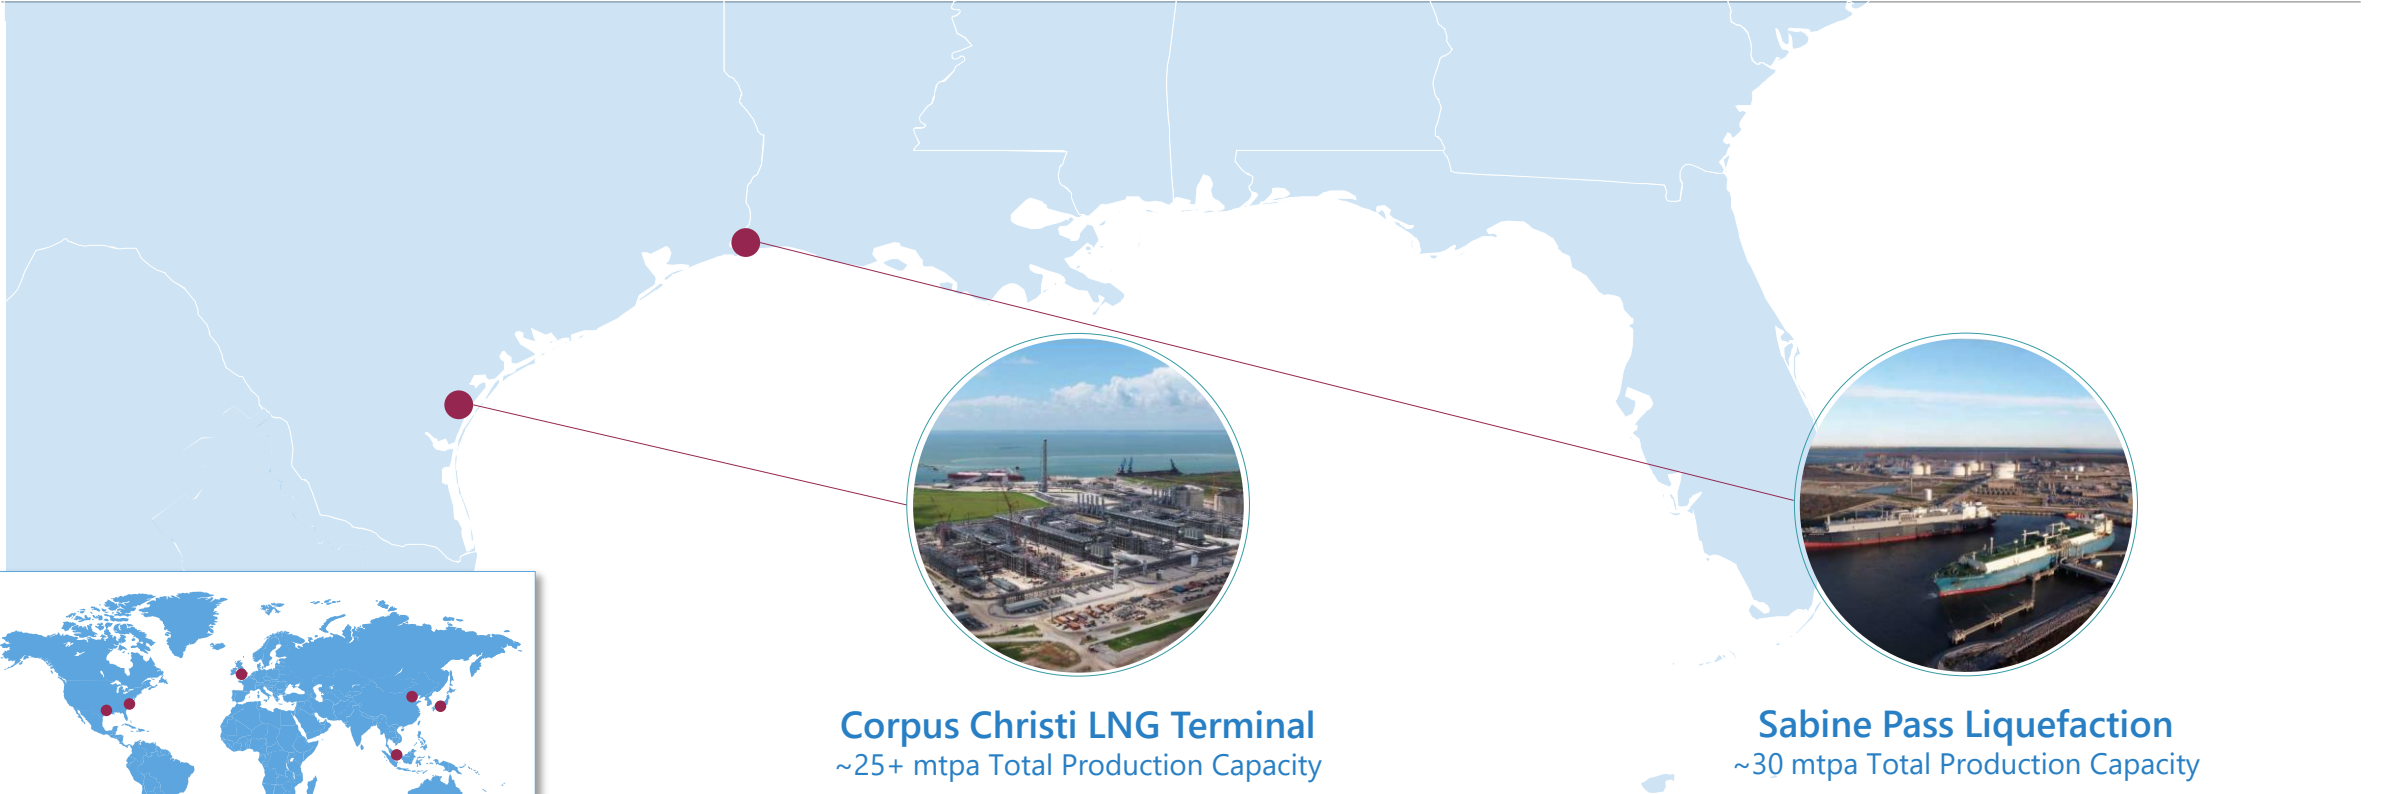 Corpus Christi LNG Terminal
~25+ mtpa Total Production Capacity
Sabine Pass Liquefaction
~30 mtpa Total Production Capacity